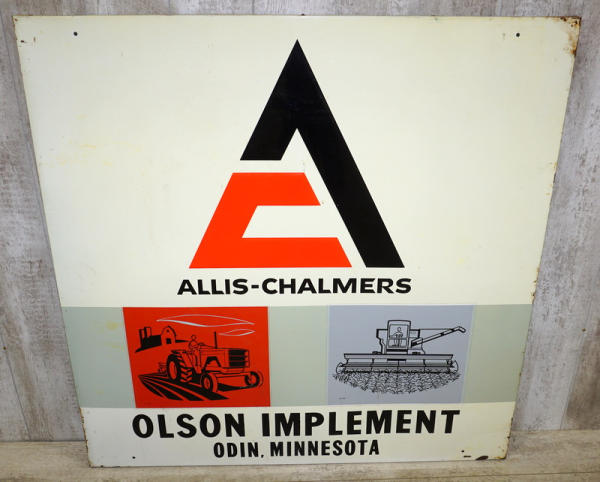 ALLIS-CHALMERS
OLSON IMPLEMENT
ODIN, MINNESOTA